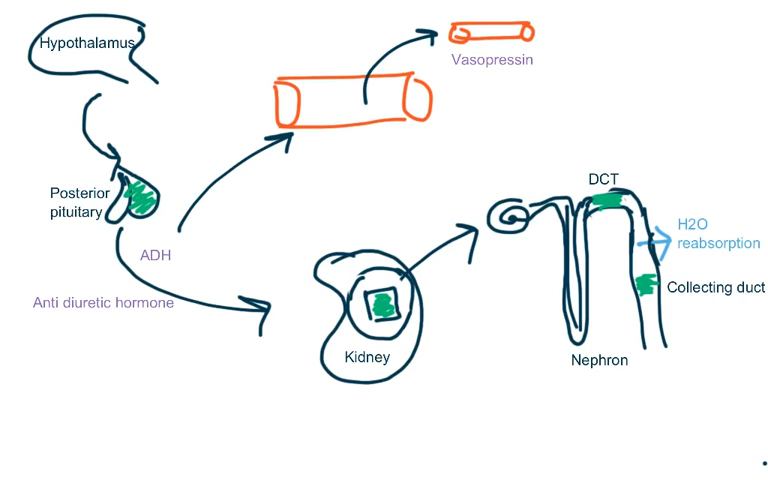 Hypothalamus
Vasopressin
Posterior
pituitary
ADH
Anti diuretic hormone
Kidney
DCT
H2O
reabsorption
Collecting duct
Nephron